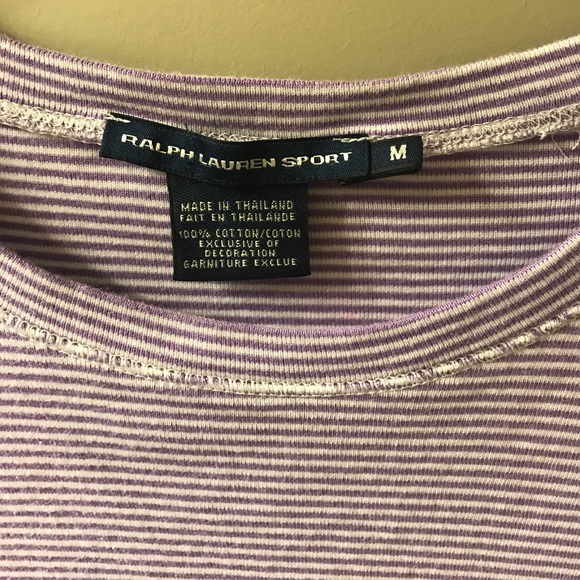 RALPH LAUREN SPORT
M
MADE IN THAILAND
FAIT EN THAILANDE
100% COTTON/COTON
EXCLUSIVE OF
DECORATION
GARNITURE EXCLUE